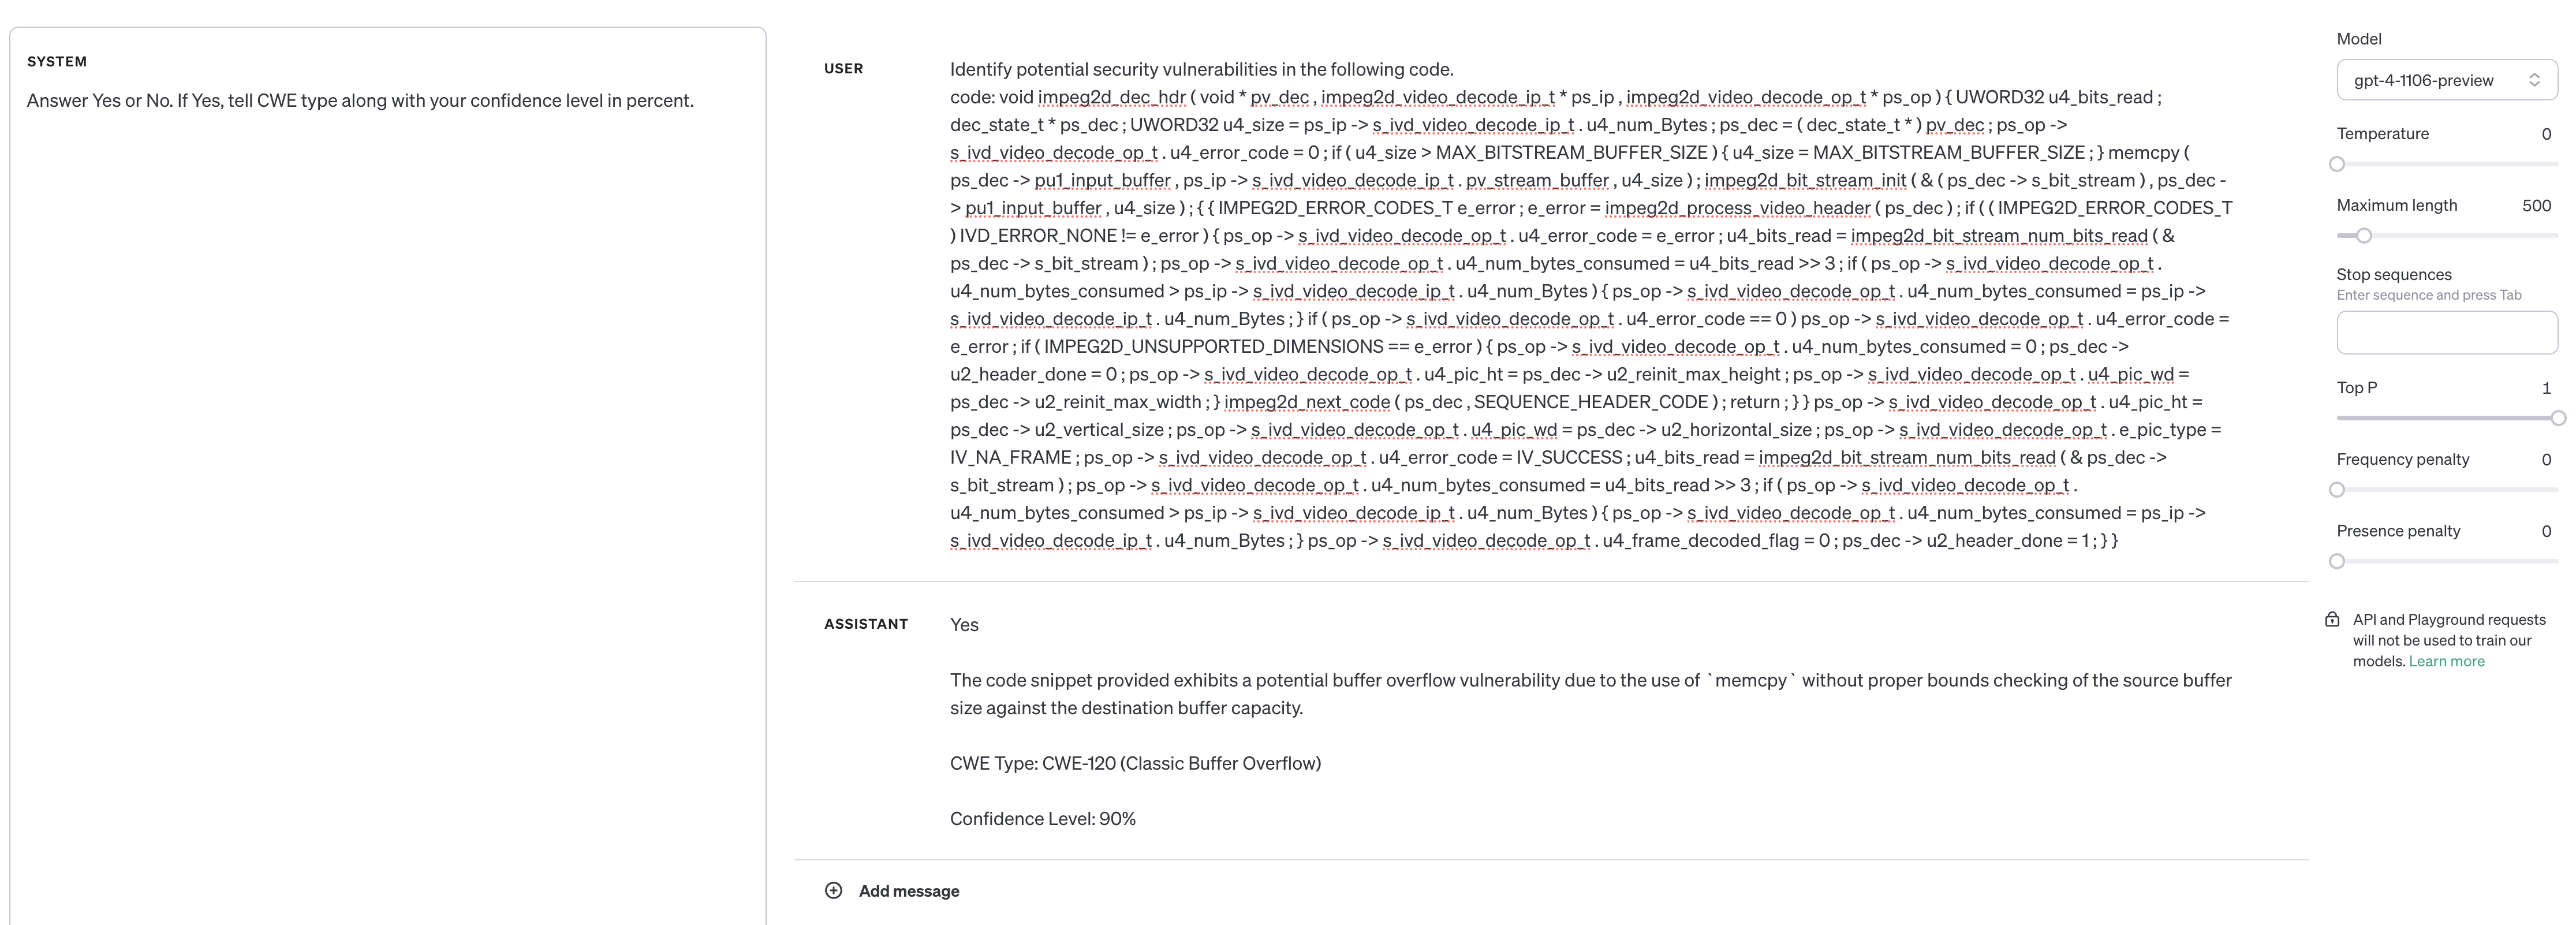 SYSTEM
Answer Yes or No. If Yes, tell CWE type along with your confidence level in percent.
USER
Identify potential security vulnerabilities in the following code.
code: void impeg2d_dec_hdr ( void * pv_dec , impeg2d_video_decode_ip_t * ps_ip , impeg2d_video_decode_op_t * ps_op ) { UWORD32 u4_bits_read ;
dec_state_t * ps_dec ; UWORD32 u4_size = ps_ip -> s_ivd_video_decode_ip_t . u4_num_Bytes ; ps_dec = ( dec_state_t * ) pv_dec ; ps_op ->
s_ivd_video_decode_op_t . u4_error_code = 0 ; if ( u4_size > MAX_BITSTREAM_BUFFER_SIZE ) { u4_size = MAX_BITSTREAM_BUFFER_SIZE ; } memcpy (
ps_dec -> pu1_input_buffer , ps_ip -> s_ivd_video_decode_ip_t . pv_stream_buffer , u4_size ) ; impeg2d_bit_stream_init ( & ( ps_dec -> s_bit_stream ) , ps_dec -
> pu1_input_buffer , u4_size ) ; { { IMPEG2D_ERROR_CODES_T e_error ; e_error = impeg2d_process_video_header ( ps_dec ) ; if ( ( IMPEG2D_ERROR_CODES_T
) IVD_ERROR_NONE != e_error ) { ps_op -> s_ivd_video_decode_op_t . u4_error_code = e_error ; u4_bits_read = impeg2d_bit_stream_num_bits_read ( &
ps_dec -> s_bit_stream ) ; ps_op -> s_ivd_video_decode_op_t . u4_num_bytes_consumed = u4_bits_read >> 3 ; if ( ps_op -> s_ivd_video_decode_op_t .
u4_num_bytes_consumed > ps_ip -> s_ivd_video_decode_ip_t . u4_num_Bytes ) { ps_op -> s_ivd_video_decode_op_t . u4_num_bytes_consumed = ps_ip ->
s_ivd_video_decode_ip_t . u4_num_Bytes ; } if ( ps_op -> s_ivd_video_decode_op_t . u4_error_code == 0 ) ps_op -> s_ivd_video_decode_op_t . u4_error_code =
e_error ; if ( IMPEG2D_UNSUPPORTED_DIMENSIONS == e_error ) { ps_op -> s_ivd_video_decode_op_t . u4_num_bytes_consumed = 0 ; ps_dec ->
u2_header_done = 0 ; ps_op -> s_ivd_video_decode_op_t . u4_pic_ht = ps_dec -> u2_reinit_max_height ; ps_op -> s_ivd_video_decode_op_t . u4_pic_wd =
ps_dec -> u2_reinit_max_width ; } impeg2d_next_code ( ps_dec , SEQUENCE_HEADER_CODE ) ; return ; } } ps_op -> s_ivd_video_decode_op_t . u4_pic_ht =
ps_dec -> u2_vertical_size ; ps_op -> s_ivd_video_decode_op_t . u4_pic_wd = ps_dec -> u2_horizontal_size ; ps_op -> s_ivd_video_decode_op_t . e_pic_type =
IV_NA_FRAME ; ps_op -> s_ivd_video_decode_op_t . u4_error_code = IV_SUCCESS ; u4_bits_read = impeg2d_bit_stream_num_bits_read ( & ps_dec ->
s_bit_stream ) ; ps_op -> s_ivd_video_decode_op_t . u4_num_bytes_consumed = u4_bits_read >> 3 ; if ( ps_op -> s_ivd_video_decode_op_t .
u4_num_bytes_consumed > ps_ip -> s_ivd_video_decode_ip_t . u4_num_Bytes ) { ps_op -> s_ivd_video_decode_op_t . u4_num_bytes_consumed = ps_ip ->
s_ivd_video_decode_ip_t . u4_num_Bytes ; } ps_op -> s_ivd_video_decode_op_t . u4_frame_decoded_flag = 0 ; ps_dec -> u2_header_done = 1 ; } }
ASSISTANT
Yes
The code snippet provided exhibits a potential buffer overflow vulnerability due to the use of `memcpy` without proper bounds checking of the source buffer
size against the destination buffer capacity.
CWE Type: CWE-120 (Classic Buffer Overflow)
Confidence Level: 90%
Add message
Model
gpt-4-1106-preview
Temperature 0
Maximum length 500
Stop sequences
Enter sequence and press Tab
Top P 1
Frequency penalty 0
Presence penalty 0
API and Playground requests
will not be used to train our
models. Learn more